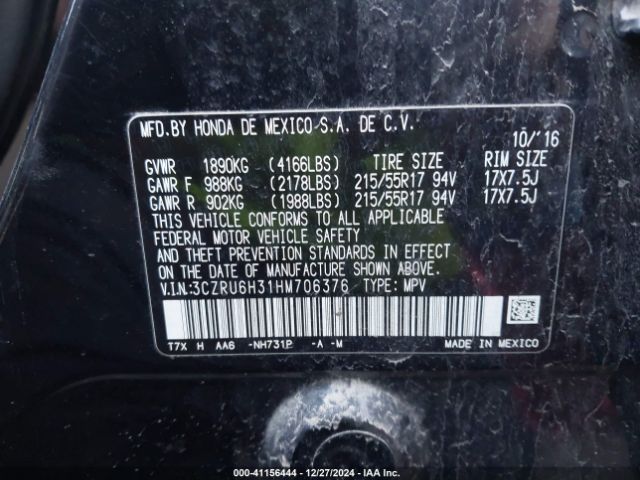 MFD.BY HONDA DE MEXICO S.A. DE C.V.
10/'16
GVWR 1890KG (4166LBS) TIRE SIZE RIM SIZE
GAWR F 988KG (2178LBS) 215/55R17 94V 17X7.5J
GAWR R 902KG (1988LBS) 215/55R17 94V 17X7.5J
THIS VEHICLE CONFORMS TO ALL APPLICABLE
FEDERAL MOTOR VEHICLE SAFETY
AND THEFT PREVENTION STANDARDS IN EFFECT
ON THE DATE OF MANUFACTURE SHOWN ABOVE.
V.I.N:3CZRU6H31HM706376 TYPE: MPV
T7X H AA6 -NH731P -A -M MADE IN MEXICO
000-41156444 - 12/27/2024 - IAA Inc.